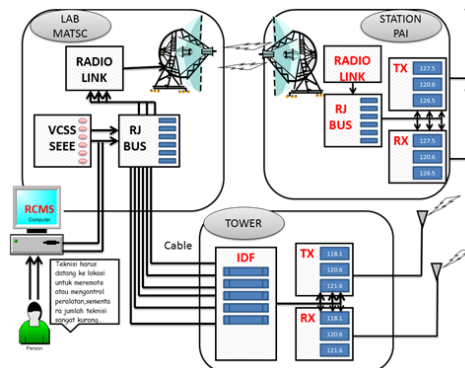 LAB
MATSC
RADIO
LINK
VCSS
SEEE
RJ
BUS
RCMS
Computer
Teknisi harus
datang ke lokasi
untuk meremote
atau mengontrol
peralatan,sementa
ra jumlah teknisi
sangat kurang..
Person
Cable
STATION
PAI
RADIO
LINK
RJ
BUS
TX
127.5
120.6
126.5
RX
127.5
120.6
126.5
TOWER
IDF
TX
118.1
120.6
121.6
RX
118.1
120.6
121.6